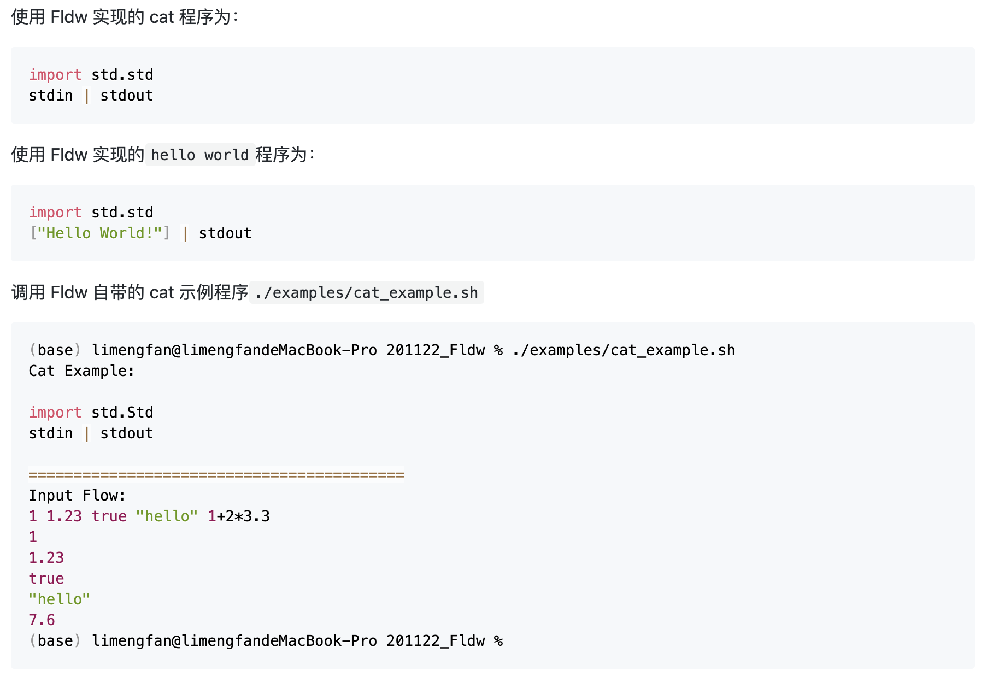 使用 Fldw 实现的 cat 程序为：
import std.std
stdin | stdout
使用 Fldw 实现的 hello world 程序为：
import std.std
["Hello World!"] | stdout
调用 Fldw 自带的 cat 示例程序 ./examples/cat_example.sh
(base) limengfan@limengfandeMacBook-Pro 201122_Fldw % ./examples/cat_example.sh
Cat Example:
import std.Std
stdin | stdout
==========================================
Input Flow:
1 1.23 true "hello" 1+2*3.3
1
1.23
true
"hello"
7.6
(base) limengfan@limengfandeMacBook-Pro 201122_Fldw %